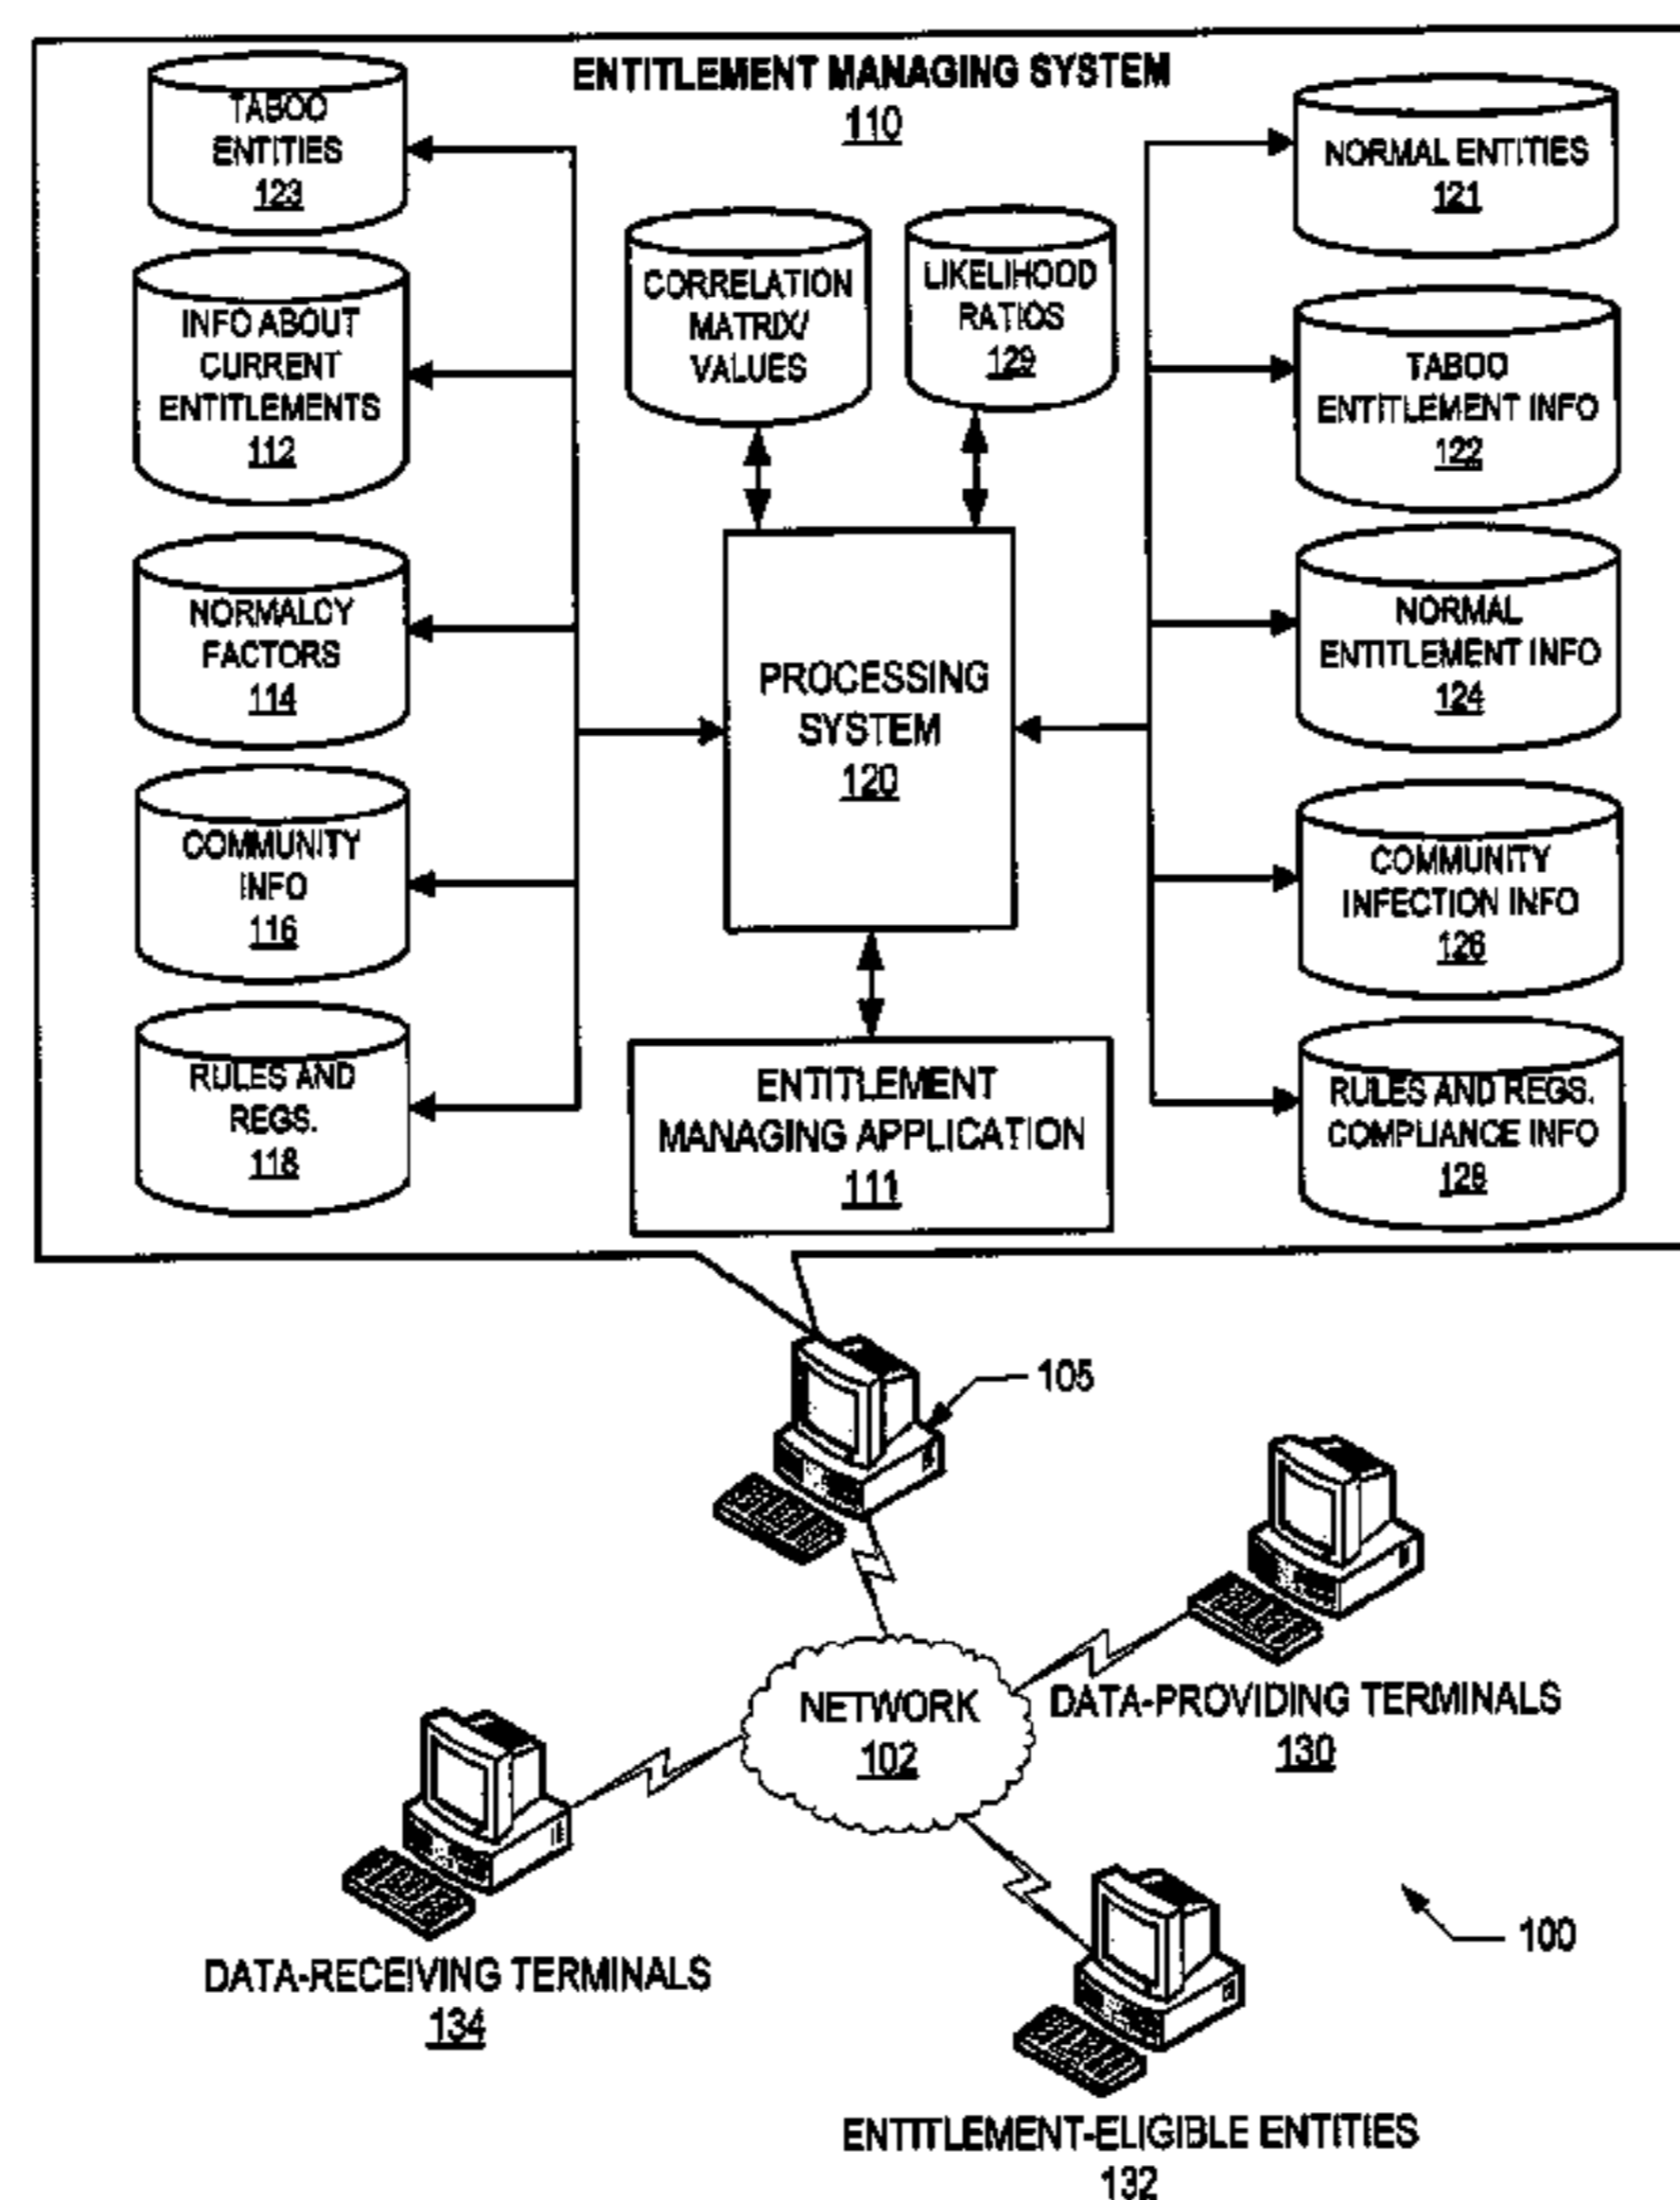 ENTITLEMENT MANAGING SYSTEM
110
TABOO
ENTITIES
123
INFO ABOUT
CURRENT
ENTITLEMENTS
112
NORMALCY
FACTORS
114
COMMUNITY
INFO
116
RULES AND
REGS.
118
CORRELATION
MATRIX/
VALUES
LIKELIHOOD
RATIOS
129
PROCESSING
SYSTEM
120
ENTITLEMENT
MANAGING APPLICATION
111
NORMAL ENTITIES
121
TABOO
ENTITLEMENT INFO
122
NORMAL
ENTITLEMENT INFO
124
COMMUNITY
INFECTION INFO
126
RULES AND REGS.
COMPLIANCE INFO
128
105
NETWORK
102
DATA-PROVIDING TERMINALS
130
DATA-RECEIVING TERMINALS
134
100
ENTITLEMENT-ELIGIBLE ENTITIES
132